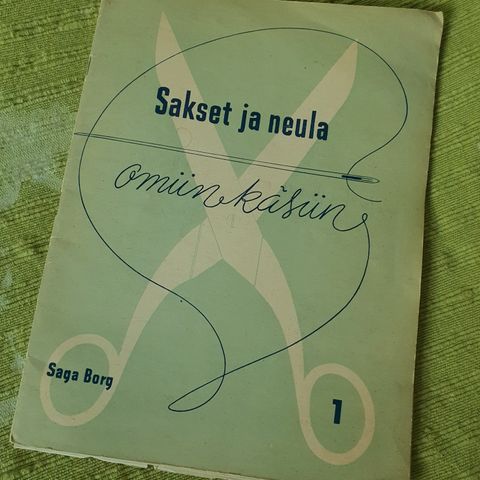 Sakset ja neula
omiin käsiin
Saga Borg
1